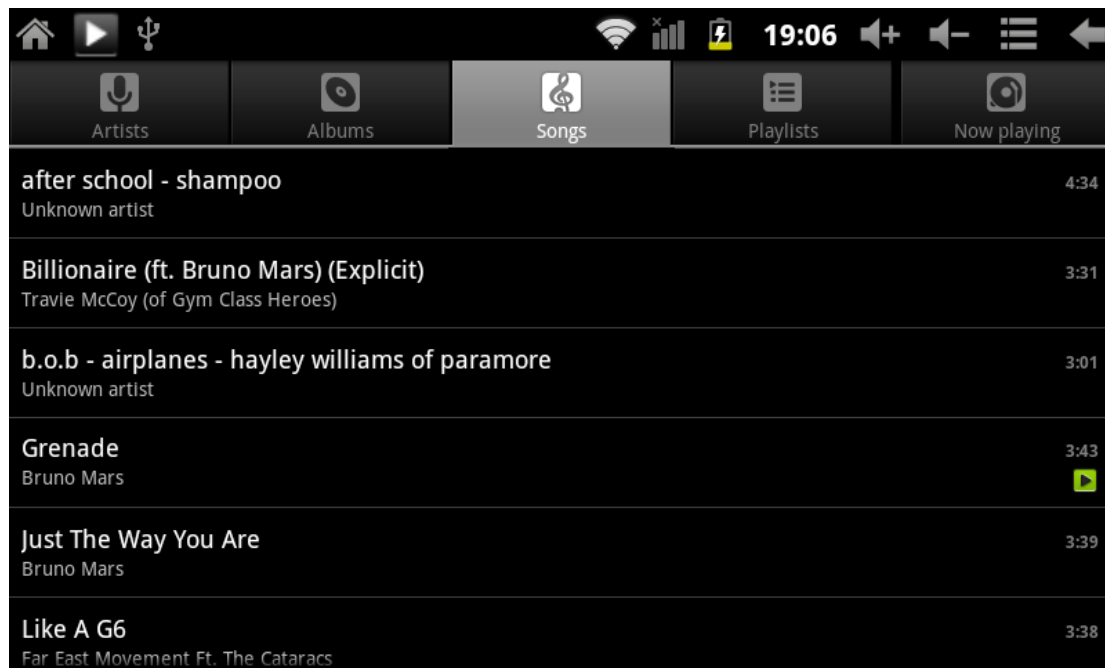 19:06
Artists Albums Songs Playlists Now playing
after school - shampoo 4:34
Unknown artist
Billionaire (ft. Bruno Mars) (Explicit) 3:31
Travie McCoy (of Gym Class Heroes)
b.o.b - airplanes - hayley williams of paramore 3:01
Unknown artist
Grenade 3:43
Bruno Mars
Just The Way You Are 3:39
Bruno Mars
Like A G6 3:38
Far East Movement Ft. The Cataracs